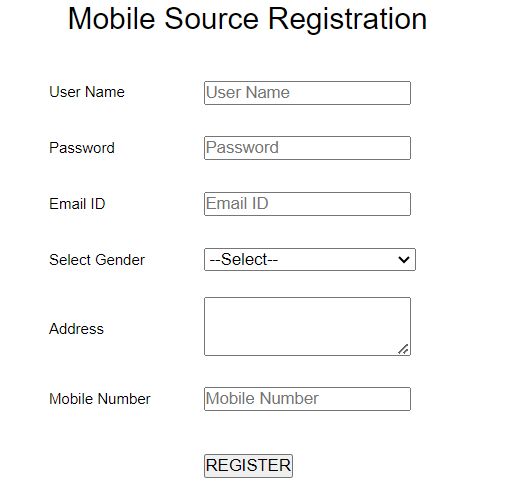 Mobile Source Registration
User Name User Name
Password Password
Email ID Email ID
Select Gender --Select--
Address
Mobile Number Mobile Number
REGISTER